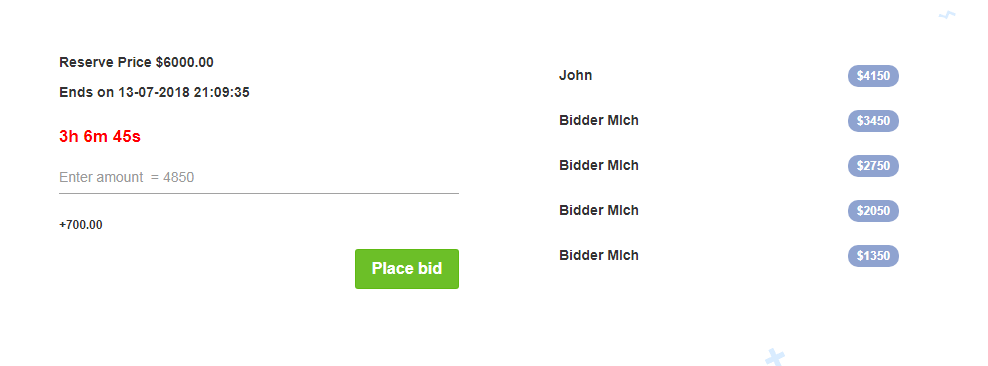 Reserve Price $6000.00
Ends on 13-07-2018 21:09:35
3h 6m 45s
Enter amount = 4850
+700.00
Place bid
John $4150
Bidder MIch $3450
Bidder MIch $2750
Bidder MIch $2050
Bidder MIch $1350